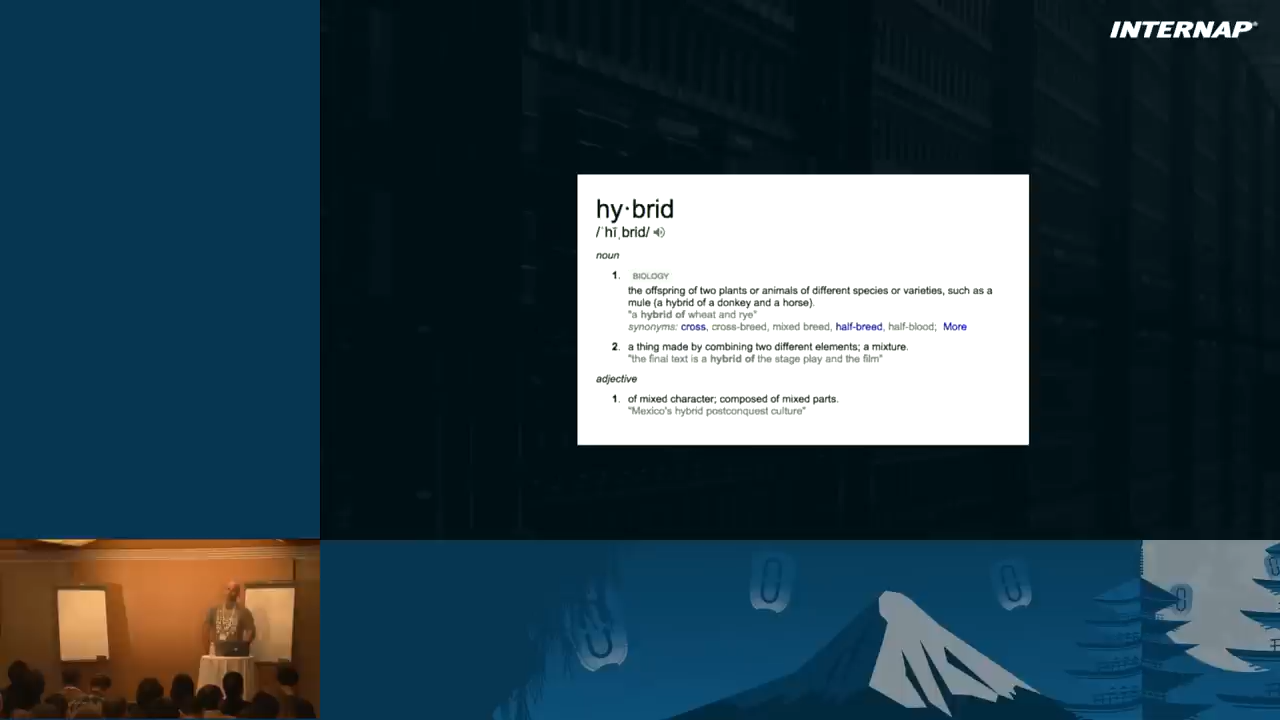 INTERNAP
hy·brid
/ˈhīˌbrid/
noun
1. BIOLOGY
the offspring of two plants or animals of different species or varieties, such as a
mule (a hybrid of a donkey and a horse).
"a hybrid of wheat and rye"
synonyms: cross, cross-breed, mixed breed, half-breed, half-blood; More
2. a thing made by combining two different elements; a mixture.
"the final text is a hybrid of the stage play and the film"
adjective
1. of mixed character; composed of mixed parts.
"Mexico's hybrid postconquest culture"